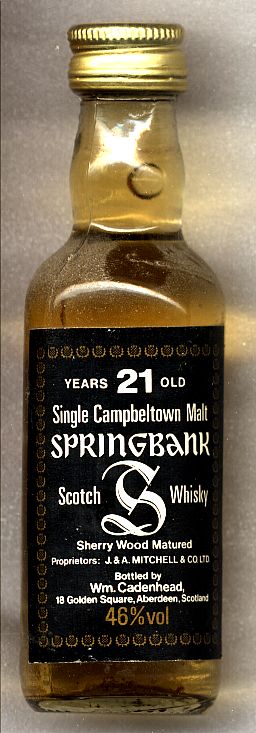 YEARS 21 OLD
Single Campbeltown Malt
SPRINGBANK
Scotch S Whisky
Sherry Wood Matured
Proprietors: J. & A. MITCHELL & CO. LTD
Bottled by
Wm. Cadenhead,
18 Golden Square, Aberdeen, Scotland
46% vol